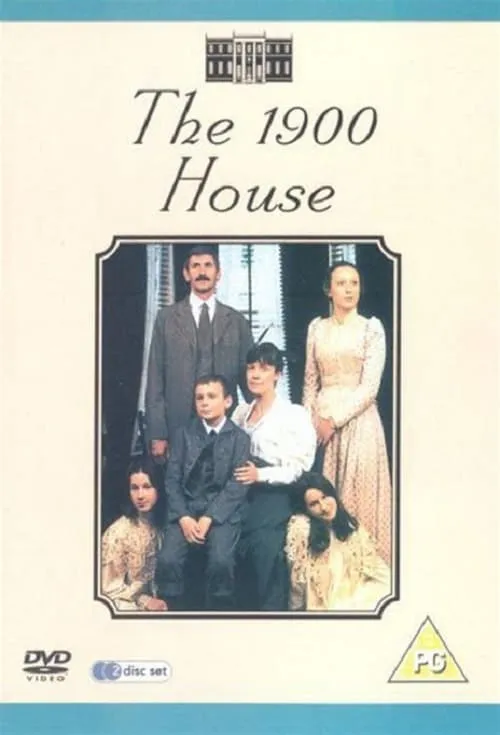 The 1900
House
DVD
VIDEO
2 disc set
PG